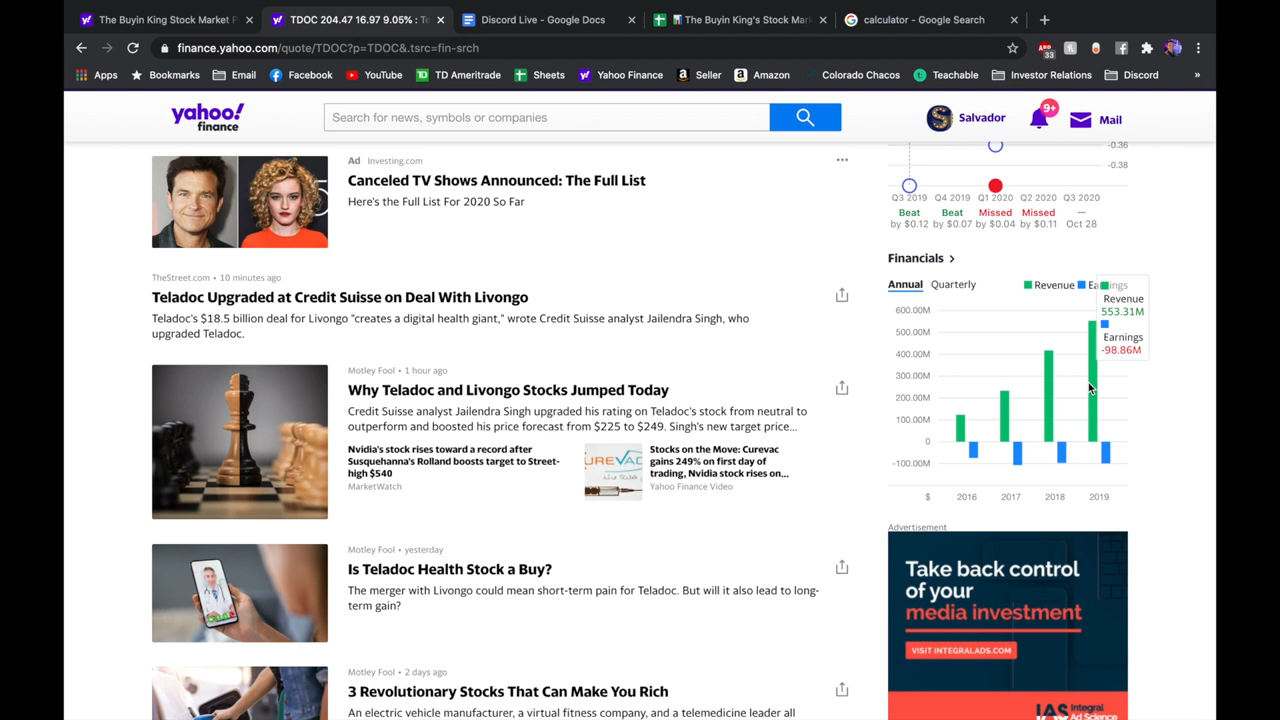 The Buyin King Stock Market P
TDOC 204.47 16.97 9.05% : Te
Discord Live - Google Docs
The Buyin King's Stock Mar
calculator - Google Search
finance.yahoo.com/quote/TDOC?p=TDOC&.tsrc=fin-srch
33
Apps
Bookmarks
Email
Facebook
YouTube
TD Ameritrade
Sheets
Yahoo Finance
Seller
Amazon
Colorado Chacos
Teachable
Investor Relations
Discord
»
yahoo!
finance
Search for news, symbols or companies
Salvador
9+
Mail
Ad Investing.com
Canceled TV Shows Announced: The Full List
Here's the Full List For 2020 So Far
TheStreet.com • 10 minutes ago
Teladoc Upgraded at Credit Suisse on Deal With Livongo
Teladoc's $18.5 billion deal for Livongo "creates a digital health giant," wrote Credit Suisse analyst Jailendra Singh, who
upgraded Teladoc.
Motley Fool • 1 hour ago
Why Teladoc and Livongo Stocks Jumped Today
Credit Suisse analyst Jailendra Singh upgraded his rating on Teladoc's stock from neutral to
outperform and boosted his price forecast from $225 to $249. Singh's new target price...
Nvidia's stock rises toward a record after
Susquehanna's Rolland boosts target to Street-
high $540
MarketWatch
UREVAC
Stocks on the Move: Curevac
gains 249% on first day of
trading, Nvidia stock rises on...
Yahoo Finance Video
Motley Fool • yesterday
Is Teladoc Health Stock a Buy?
The merger with Livongo could mean short-term pain for Teladoc. But will it also lead to long-
term gain?
Motley Fool • 2 days ago
3 Revolutionary Stocks That Can Make You Rich
An electric vehicle manufacturer, a virtual fitness company, and a telemedicine leader all
-0.36
-0.38
Q3 2019 Q4 2019 Q1 2020 Q2 2020 Q3 2020
Beat Beat Missed Missed —
by $0.12 by $0.07 by $0.04 by $0.11 Oct 28
Financials
Annual Quarterly
Revenue Earnings
Revenue
553.31M
Earnings
-98.86M
600.00M
500.00M
400.00M
300.00M
200.00M
100.00M
0
-100.00M
$ 2016 2017 2018 2019
Advertisement
Take back control
of your
media investment
VISIT INTEGRALADS.COM
IAS Integral
Ad Science